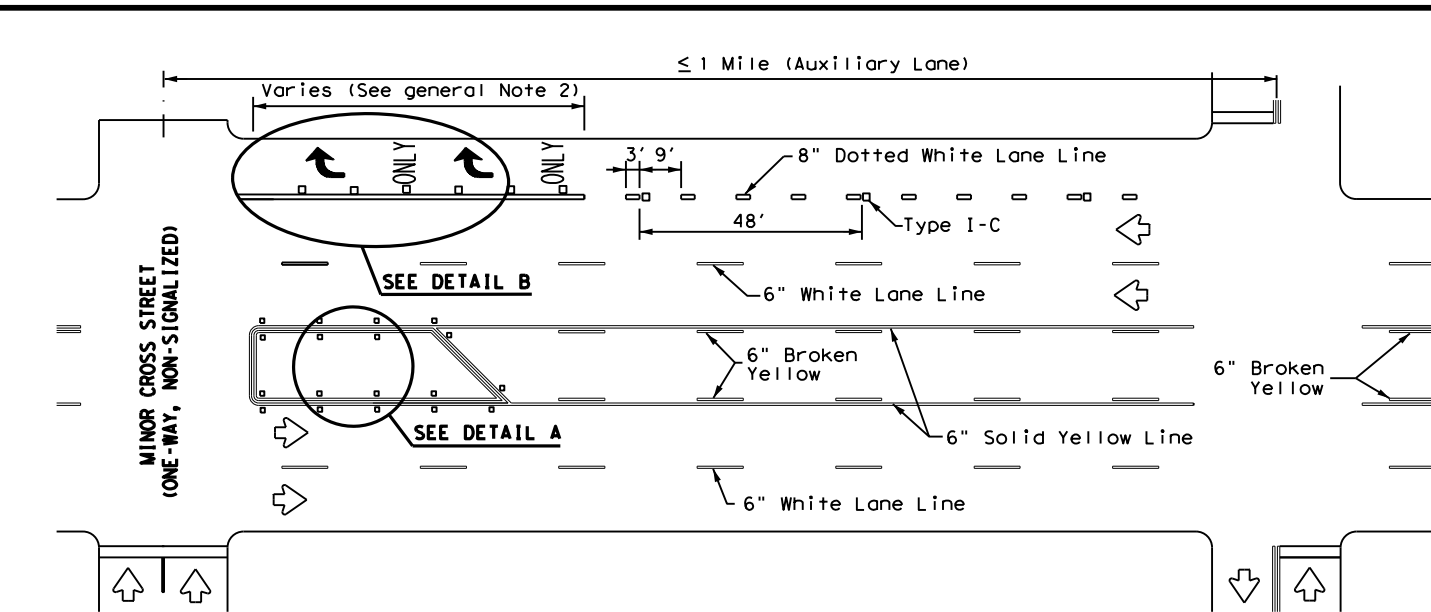 ≤ 1 Mile (Auxiliary Lane)
Varies (See general Note 2)
ONLY
ONLY
3' 9'
8" Dotted White Lane Line
48'
Type I-C
SEE DETAIL B
6" White Lane Line
MINOR CROSS STREET
(ONE-WAY, NON-SIGNALIZED)
6" Broken
Yellow
6" Broken
Yellow
SEE DETAIL A
6" Solid Yellow Line
6" White Lane Line